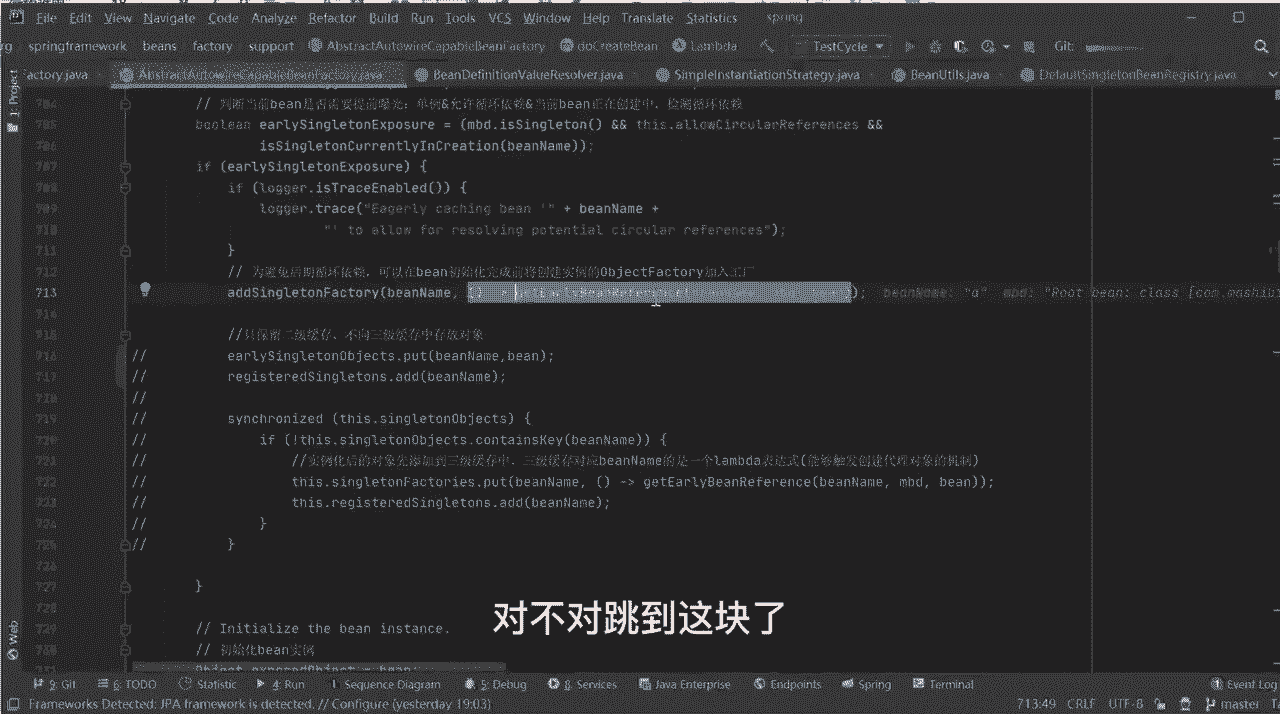 File Edit View Navigate Code Analyze Refactor Build Run Tools VCS Window Help Translate Statistics spring
rg springframework beans factory support AbstractAutowireCapableBeanFactory doCreateBean Lambda TestCycle Git:
actory.java AbstractAutowireCapableBeanFactory.java BeanDefinitionValueResolver.java SimpleInstantiationStrategy.java BeanUtils.java DefaultSingletonBeanRegistry.java
1: Project
704 // 判断当前bean是否需要提前曝光：单例&允许循环依赖&当前bean正在创建中，检测循环依赖
705 boolean earlySingletonExposure = (mbd.isSingleton() && this.allowCircularReferences &&
706 isSingletonCurrentlyInCreation(beanName));
707 if (earlySingletonExposure) {
708 if (logger.isTraceEnabled()) {
709 logger.trace("Eagerly caching bean '" + beanName +
710 "' to allow for resolving potential circular references");
711 }
712 // 为避免后期循环依赖，可以在bean初始化完成前将创建实例的ObjectFactory加入工厂
713 addSingletonFactory(beanName, () -> getEarlyBeanReference( ); beanName: "a" mbd: "Root bean: class [com.mashibi
714
715 //只保留二级缓存，不向三级缓存中存放对象
716 // earlySingletonObjects.put(beanName,bean);
717 // registeredSingletons.add(beanName);
718 //
719 // synchronized (this.singletonObjects) {
720 // if (!this.singletonObjects.containsKey(beanName)) {
721 // //实例化后的对象先添加到三级缓存中，三级缓存对应beanName的是一个lambda表达式(能够触发创建代理对象的机制)
722 // this.singletonFactories.put(beanName, () -> getEarlyBeanReference(beanName, mbd, bean));
723 // this.registeredSingletons.add(beanName);
724 // }
725 // }
726
727 }
728
729 // Initialize the bean instance.
730 // 初始化bean实例
731 Object exposedObject = bean;
对不对跳到这块了
Web
9: Git 6: TODO Statistic 4: Run Sequence Diagram 5: Debug 8: Services Java Enterprise Endpoints Spring Terminal Event Log
Frameworks Detected: JPA framework is detected. // Configure (yesterday 19:03) 713:49 CRLF UTF-8 master